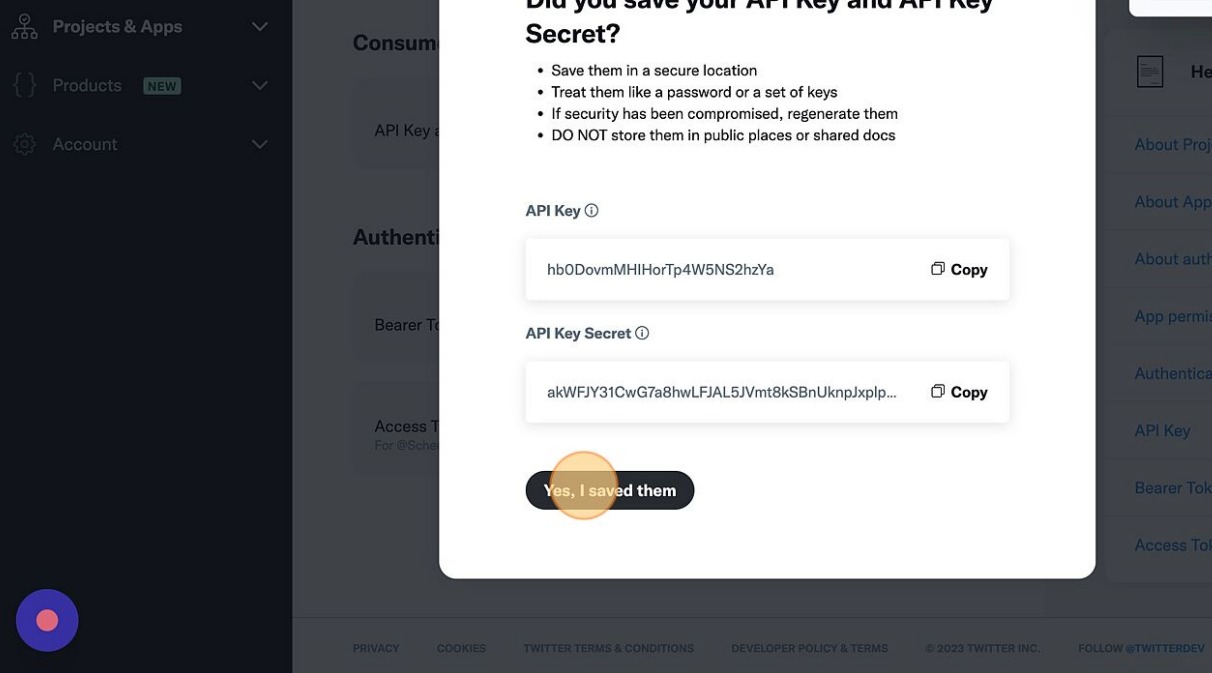 Did you save your API Key and API Key
Secret?
Save them in a secure location
Treat them like a password or a set of keys
If security has been compromised, regenerate them
DO NOT store them in public places or shared docs
API Key
hb0DovmMHIHorTp4W5NS2hzYa
Copy
API Key Secret
akWFJY31CwG7a8hwLFJAL5JVmt8kSBnUknpJxplp...
Copy
Yes, I saved them
Projects & Apps
Products NEW
Account
Consum
API Key a
Authenti
Bearer To
Access T
For @Sche
He
About Proj
About App
About auth
App permis
Authentica
API Key
Bearer Tok
Access Tok
PRIVACY COOKIES TWITTER TERMS & CONDITIONS DEVELOPER POLICY & TERMS © 2023 TWITTER INC. FOLLOW @TWITTERDEV